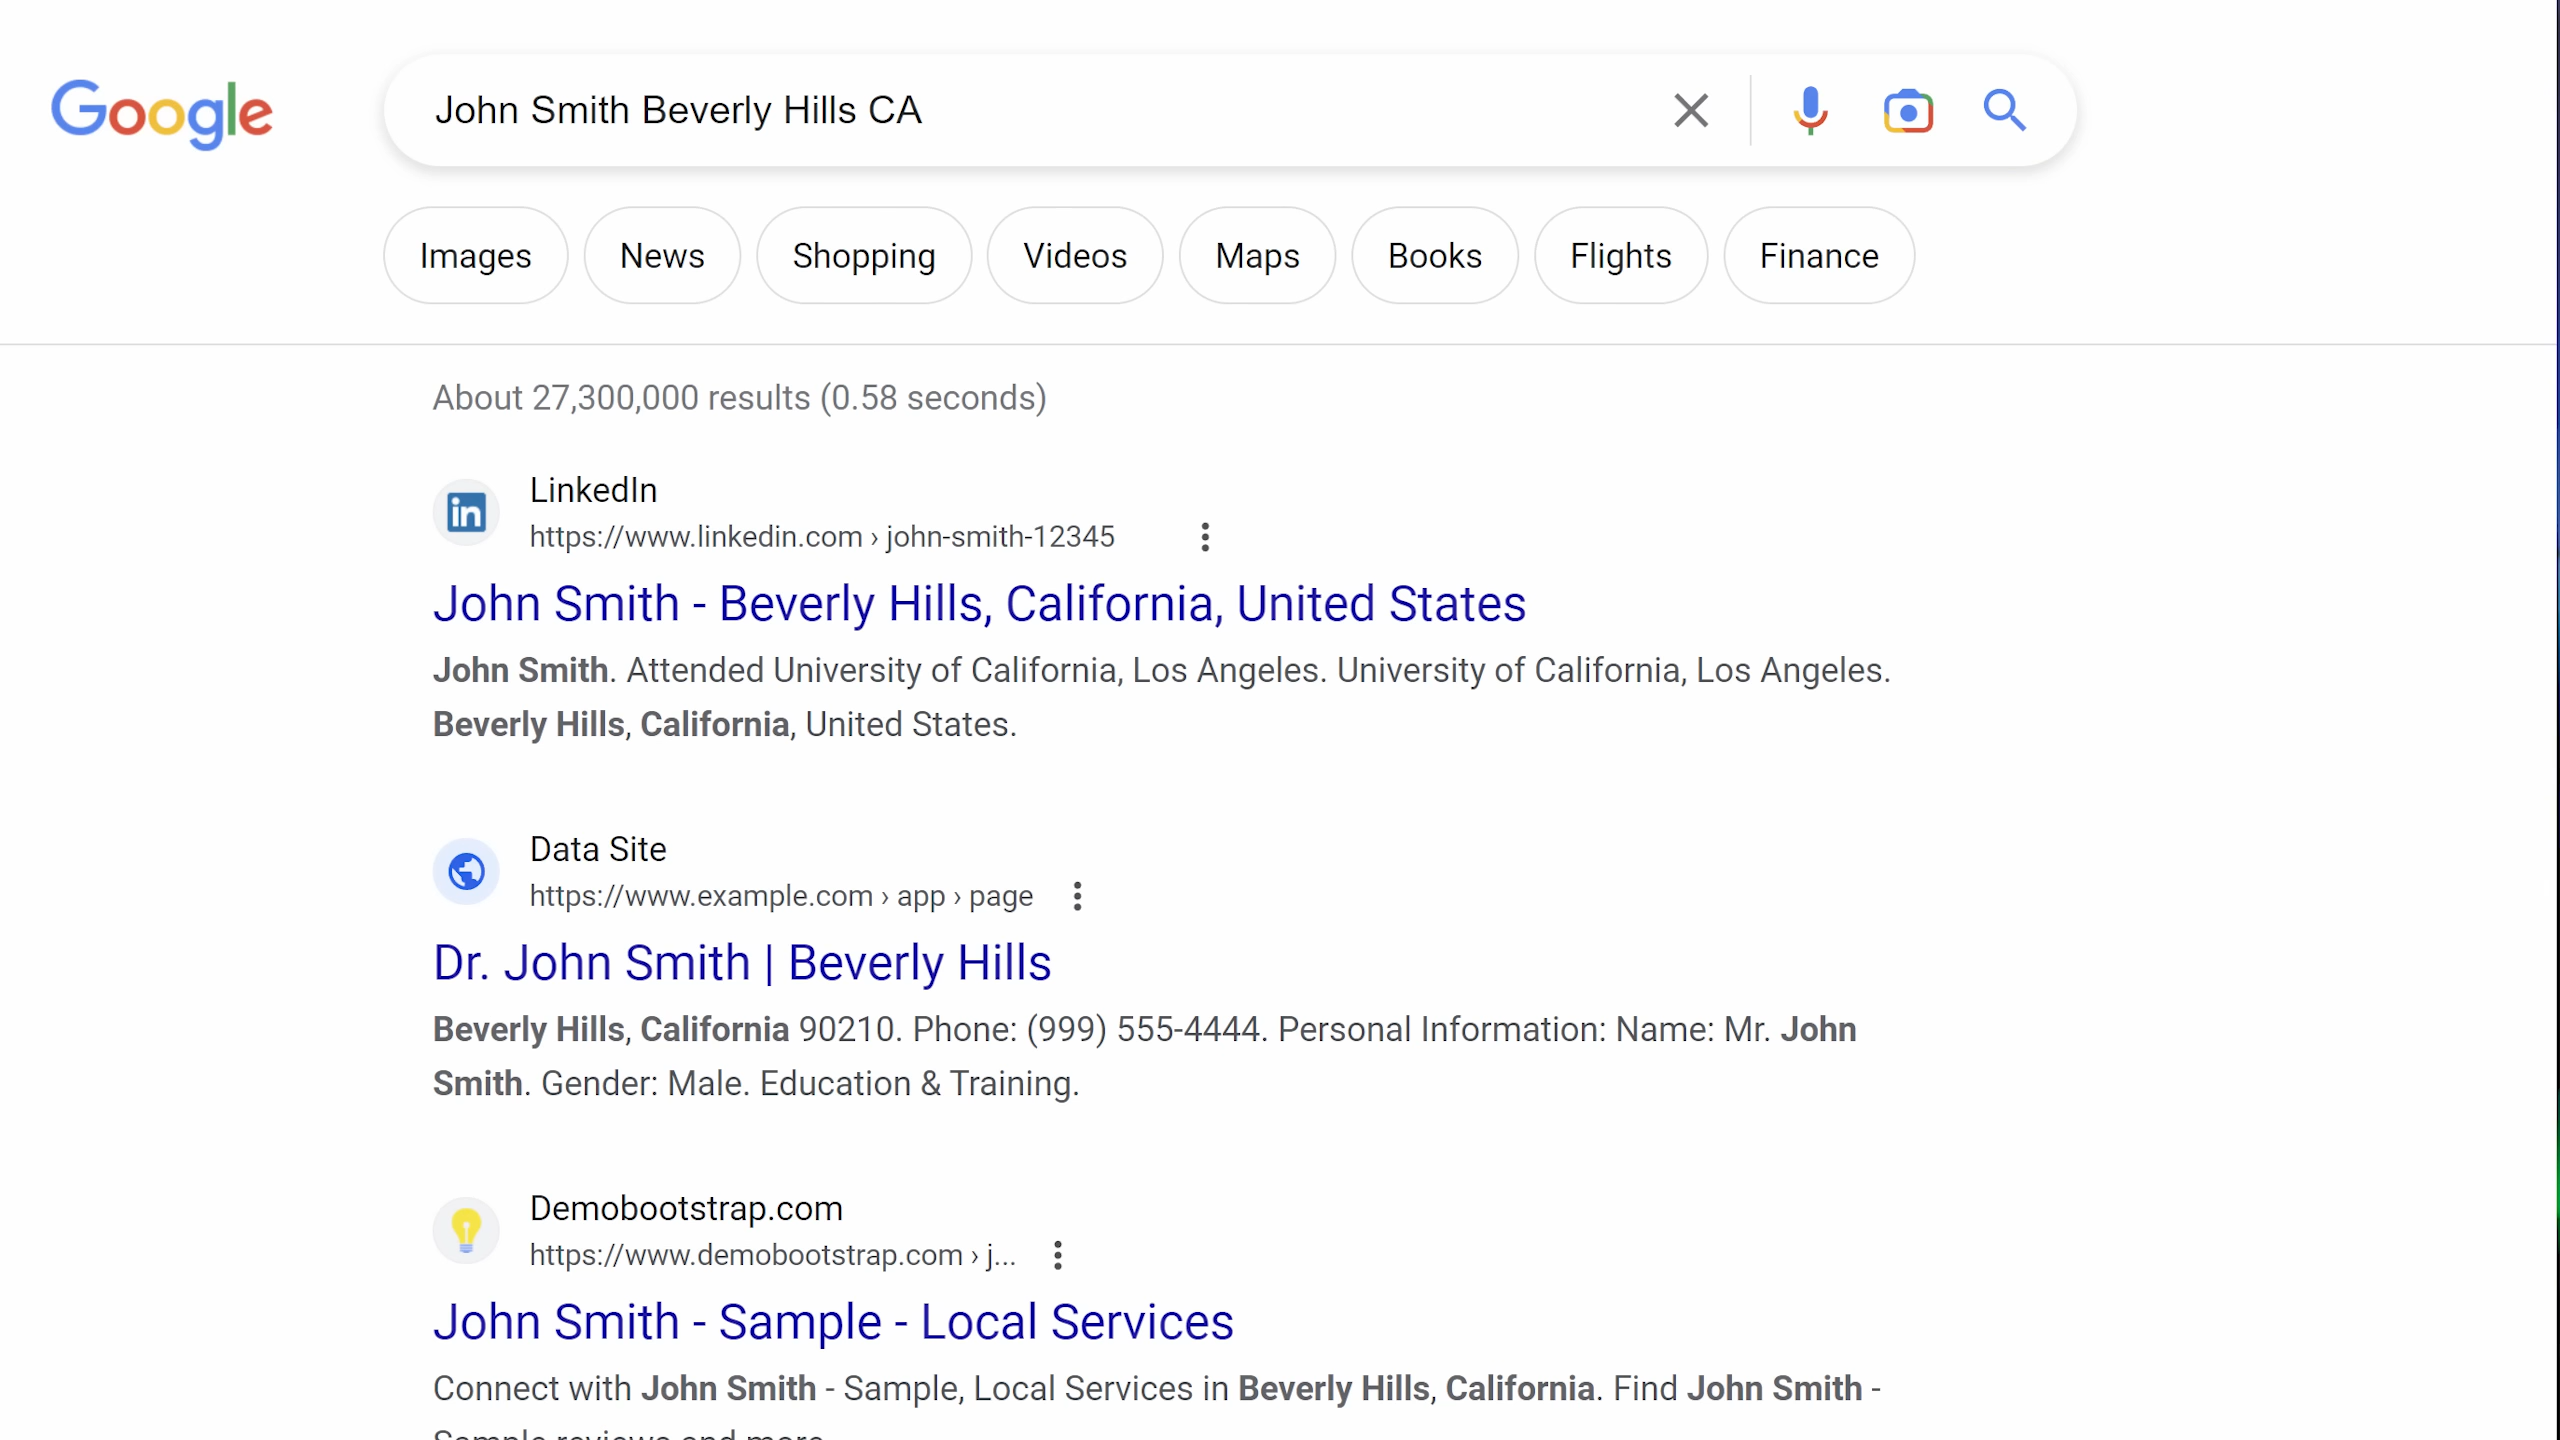 Google
John Smith Beverly Hills CA
Images News Shopping Videos Maps Books Flights Finance
About 27,300,000 results (0.58 seconds)
in
LinkedIn
https://www.linkedin.com › john-smith-12345
John Smith - Beverly Hills, California, United States
John Smith. Attended University of California, Los Angeles. University of California, Los Angeles.
Beverly Hills, California, United States.
Data Site
https://www.example.com › app › page
Dr. John Smith | Beverly Hills
Beverly Hills, California 90210. Phone: (999) 555-4444. Personal Information: Name: Mr. John
Smith. Gender: Male. Education & Training.
Demobootstrap.com
https://www.demobootstrap.com › j...
John Smith - Sample - Local Services
Connect with John Smith - Sample, Local Services in Beverly Hills, California. Find John Smith -
Sample reviews and more